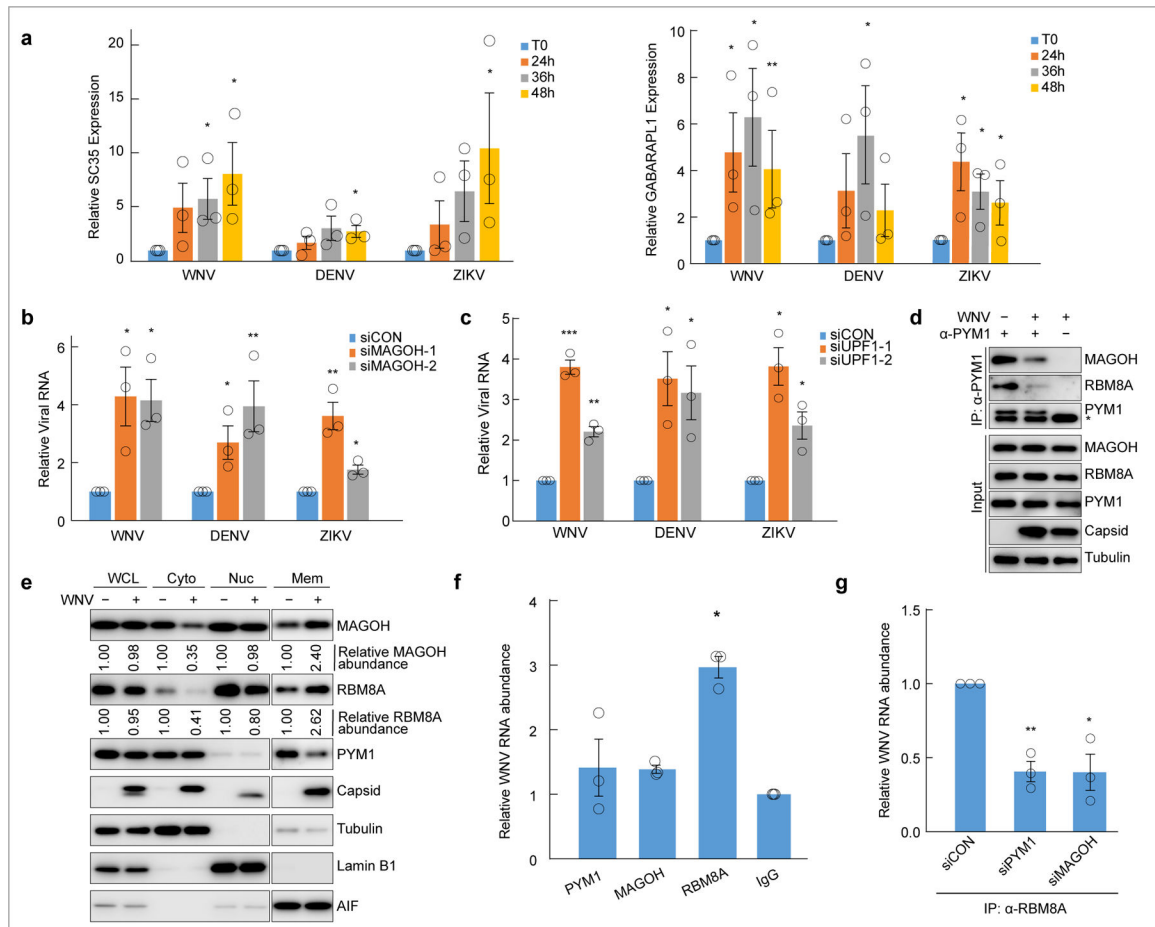 a
Relative SC35 Expression
20
15
10
5
0
T0
24h
36h
48h
*
*
*
*
WNV
DENV
ZIKV
Relative GABARAPL1 Expression
10
8
6
4
2
0
T0
24h
36h
48h
*
*
**
*
*
*
*
WNV
DENV
ZIKV
b
Relative Viral RNA
6
4
2
0
siCON
siMAGOH-1
siMAGOH-2
*
*
*
**
**
*
WNV
DENV
ZIKV
c
Relative Viral RNA
5
4
3
2
1
0
siCON
siUPF1-1
siUPF1-2
***
**
*
*
*
*
WNV
DENV
ZIKV
d
WNV − + +
α-PYM1 + + −
IP: α-PYM1
MAGOH
RBM8A
PYM1
*
Input
MAGOH
RBM8A
PYM1
Capsid
Tubulin
e
WCL Cyto Nuc Mem
WNV − + − + − + − +
MAGOH
1.00 0.98 1.00 0.35 1.00 0.98 1.00 2.40
Relative MAGOH
abundance
RBM8A
1.00 0.95 1.00 0.41 1.00 0.80 1.00 2.62
Relative RBM8A
abundance
PYM1
Capsid
Tubulin
Lamin B1
AIF
f
Relative WNV RNA abundance
4
3
2
1
0
*
PYM1
MAGOH
RBM8A
IgG
g
Relative WNV RNA abundance
1.5
1.0
0.5
0.0
**
*
siCON
siPYM1
siMAGOH
IP: α-RBM8A